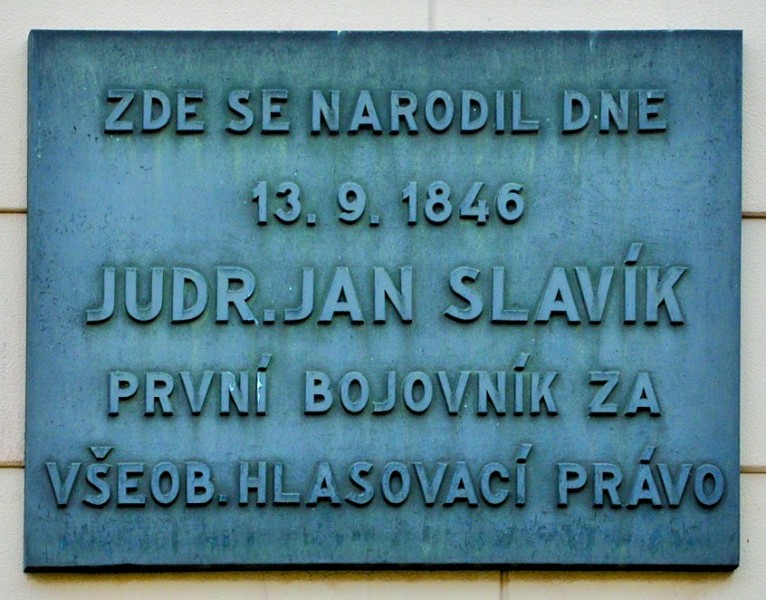 ZDE SE NARODIL DNE
13. 9. 1846
JUDR. JAN SLAVÍK
PRVNÍ BOJOVNÍK ZA
VŠEOB. HLASOVACÍ PRÁVO